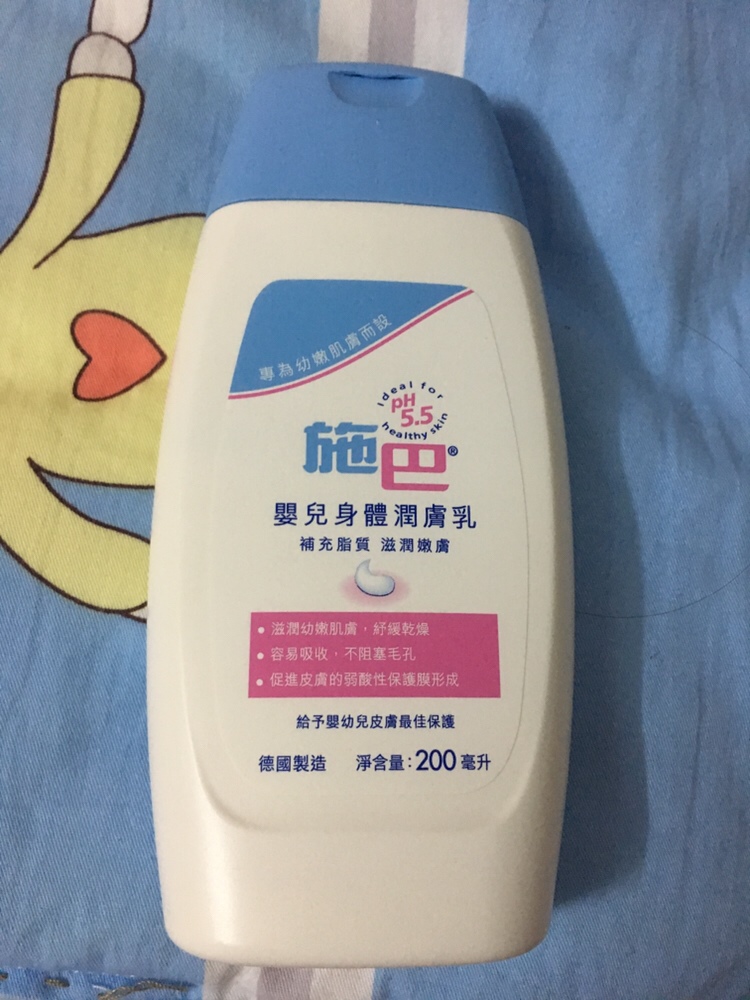 專為幼嫩肌膚而設
ideal for
pH
5.5
healthy skin
施巴®
嬰兒身體潤膚乳
補充脂質 滋潤嫩膚
• 滋潤幼嫩肌膚，紓緩乾燥
• 容易吸收，不阻塞毛孔
• 促進皮膚的弱酸性保護膜形成
給予嬰幼兒皮膚最佳保護
德國製造 淨含量：200毫升